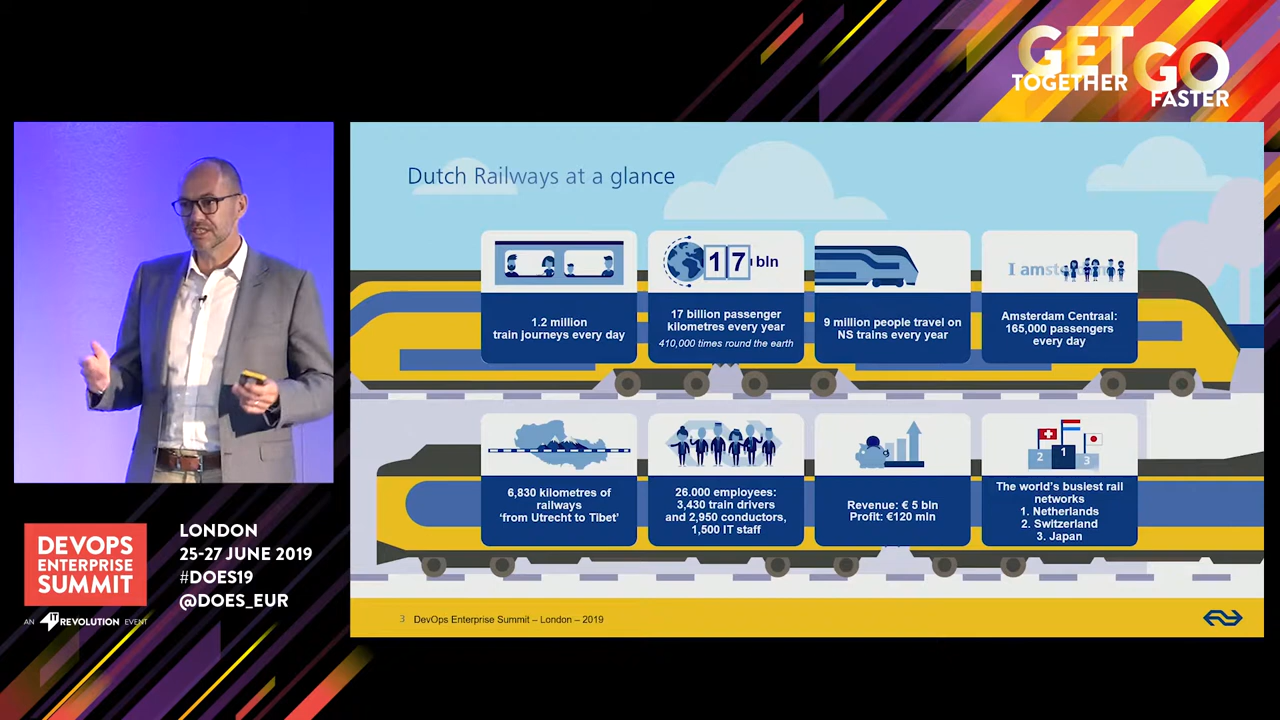 GET
TOGETHER
GO
FASTER
Dutch Railways at a glance
1.2 million
train journeys every day
17 bln
17 billion passenger
kilometres every year
410,000 times round the earth
9 million people travel on
NS trains every year
I amst
Amsterdam Centraal:
165,000 passengers
every day
6,830 kilometres of
railways
‘from Utrecht to Tibet’
26.000 employees:
3,430 train drivers
and 2,950 conductors,
1,500 IT staff
Revenue: € 5 bln
Profit: €120 mln
2 1 3
The world's busiest rail
networks
1. Netherlands
2. Switzerland
3. Japan
3 DevOps Enterprise Summit – London – 2019
DEVOPS
ENTERPRISE
SUMMIT
AN IT REVOLUTION EVENT
LONDON
25-27 JUNE 2019
#DOES19
@DOES_EUR